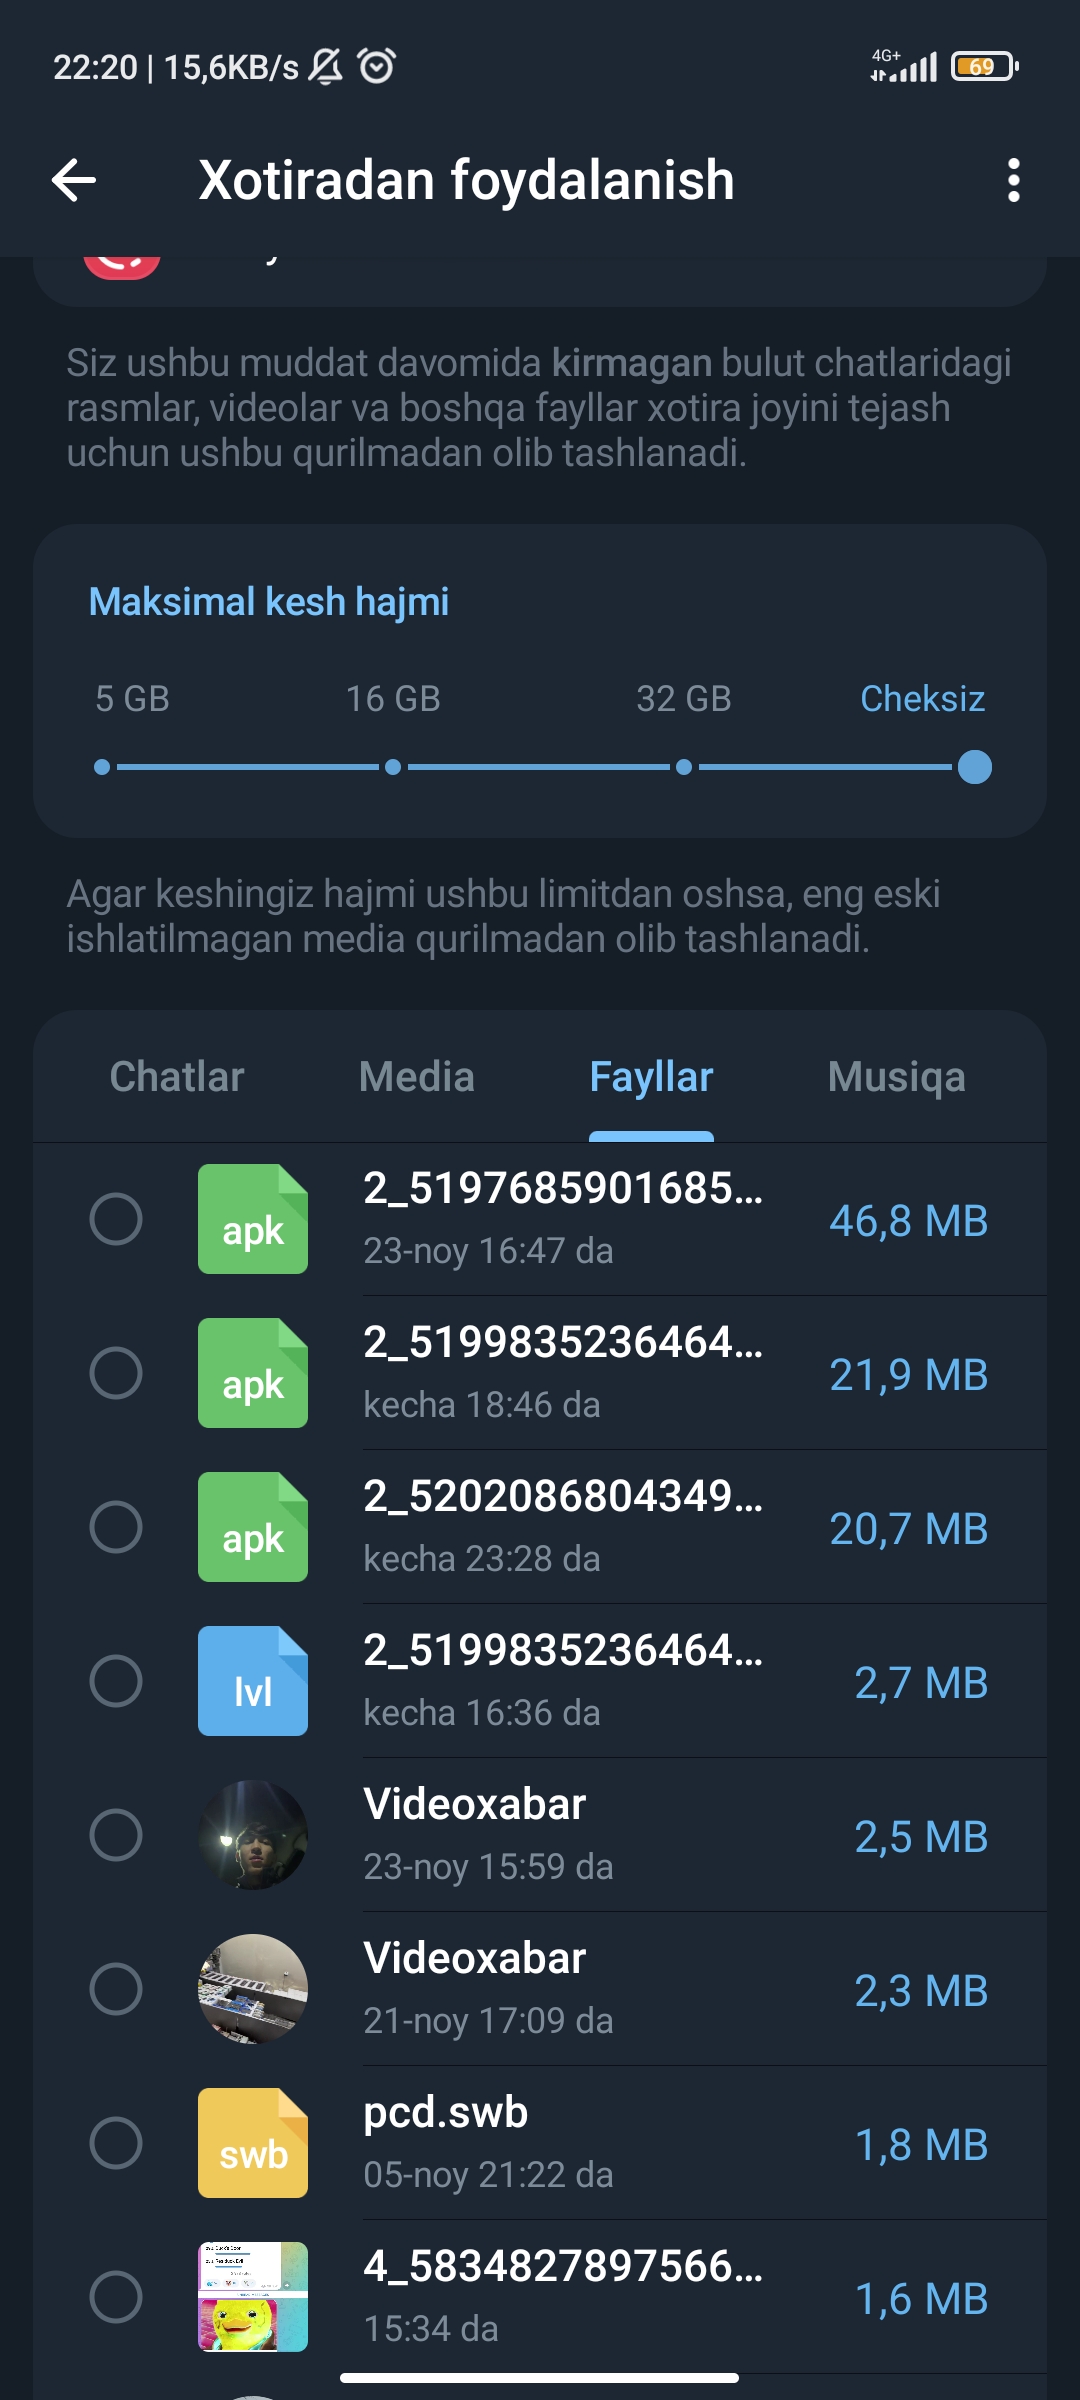 22:20 | 15,6KB/s
4G+
69
Xotiradan foydalanish
Siz ushbu muddat davomida kirmagan bulut chatlaridagi
rasmlar, videolar va boshqa fayllar xotira joyini tejash
uchun ushbu qurilmadan olib tashlanadi.
Maksimal kesh hajmi
5 GB 16 GB 32 GB Cheksiz
Agar keshingiz hajmi ushbu limitdan oshsa, eng eski
ishlatilmagan media qurilmadan olib tashlanadi.
Chatlar Media Fayllar Musiqa
apk 2_5197685901685... 46,8 MB
23-noy 16:47 da
apk 2_5199835236464... 21,9 MB
kecha 18:46 da
apk 2_5202086804349... 20,7 MB
kecha 23:28 da
lvl 2_5199835236464... 2,7 MB
kecha 16:36 da
Videoxabar 2,5 MB
23-noy 15:59 da
Videoxabar 2,3 MB
21-noy 17:09 da
swb pcd.swb 1,8 MB
05-noy 21:22 da
4_5834827897566... 1,6 MB
15:34 da